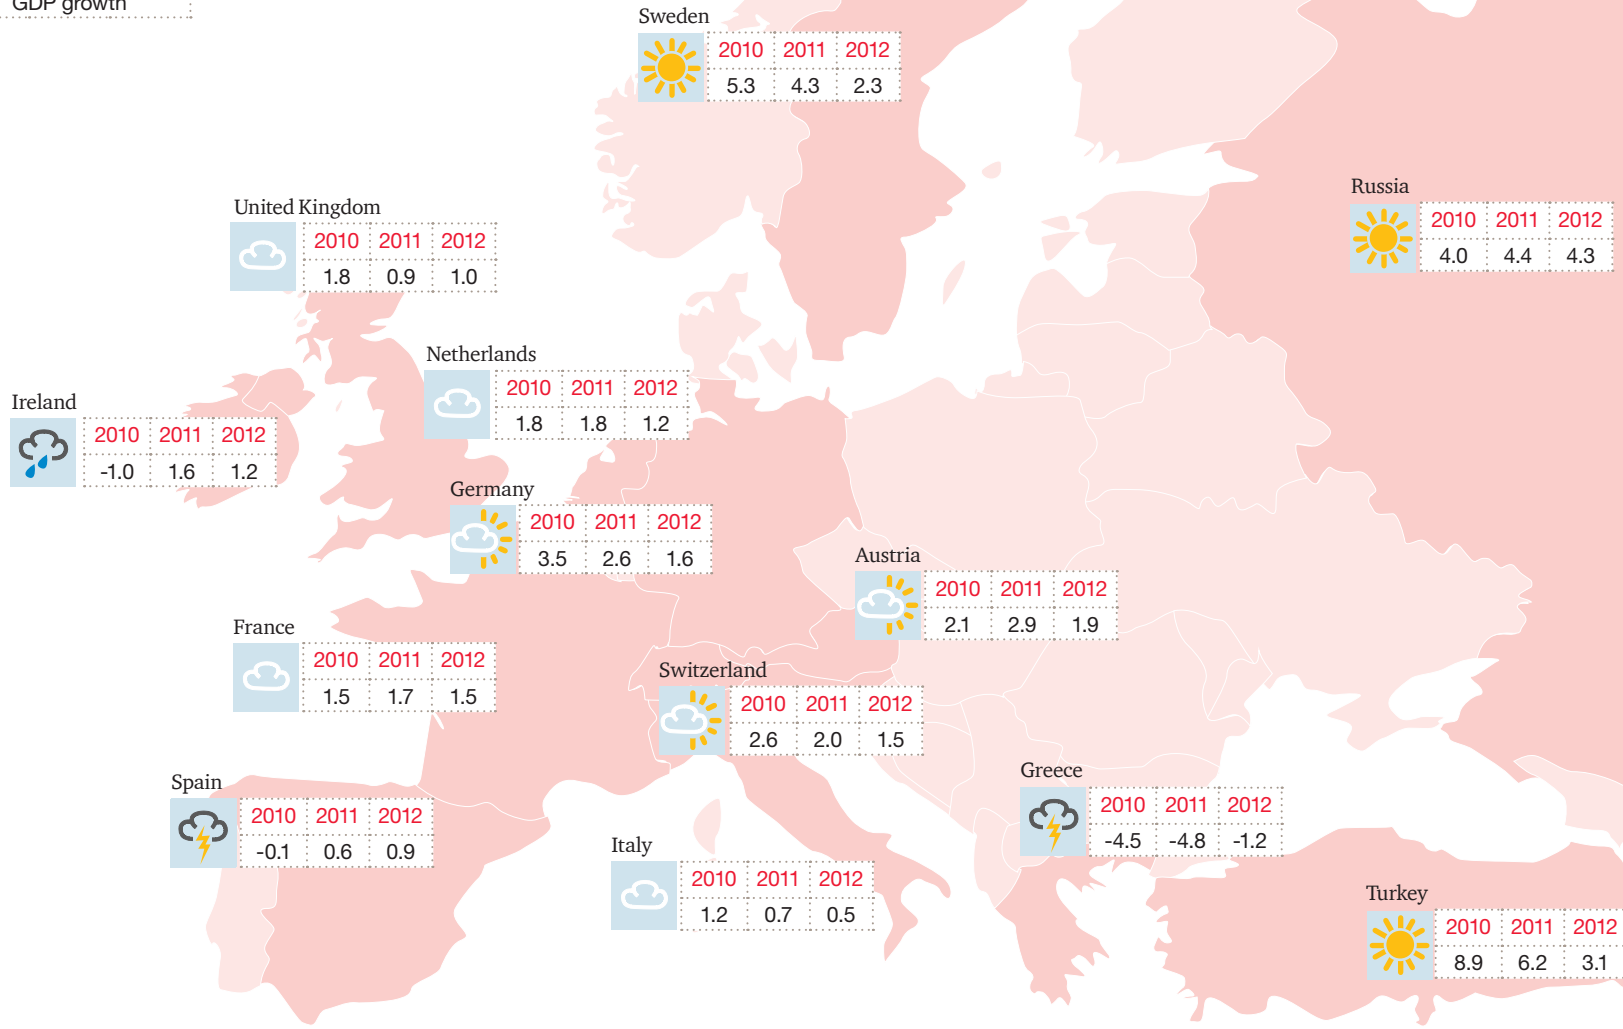 GDP growth
Sweden
2010 2011 2012
5.3 4.3 2.3
Russia
2010 2011 2012
4.0 4.4 4.3
United Kingdom
2010 2011 2012
1.8 0.9 1.0
Netherlands
2010 2011 2012
1.8 1.8 1.2
Ireland
2010 2011 2012
-1.0 1.6 1.2
Germany
2010 2011 2012
3.5 2.6 1.6
Austria
2010 2011 2012
2.1 2.9 1.9
France
2010 2011 2012
1.5 1.7 1.5
Switzerland
2010 2011 2012
2.6 2.0 1.5
Spain
2010 2011 2012
-0.1 0.6 0.9
Greece
2010 2011 2012
-4.5 -4.8 -1.2
Italy
2010 2011 2012
1.2 0.7 0.5
Turkey
2010 2011 2012
8.9 6.2 3.1